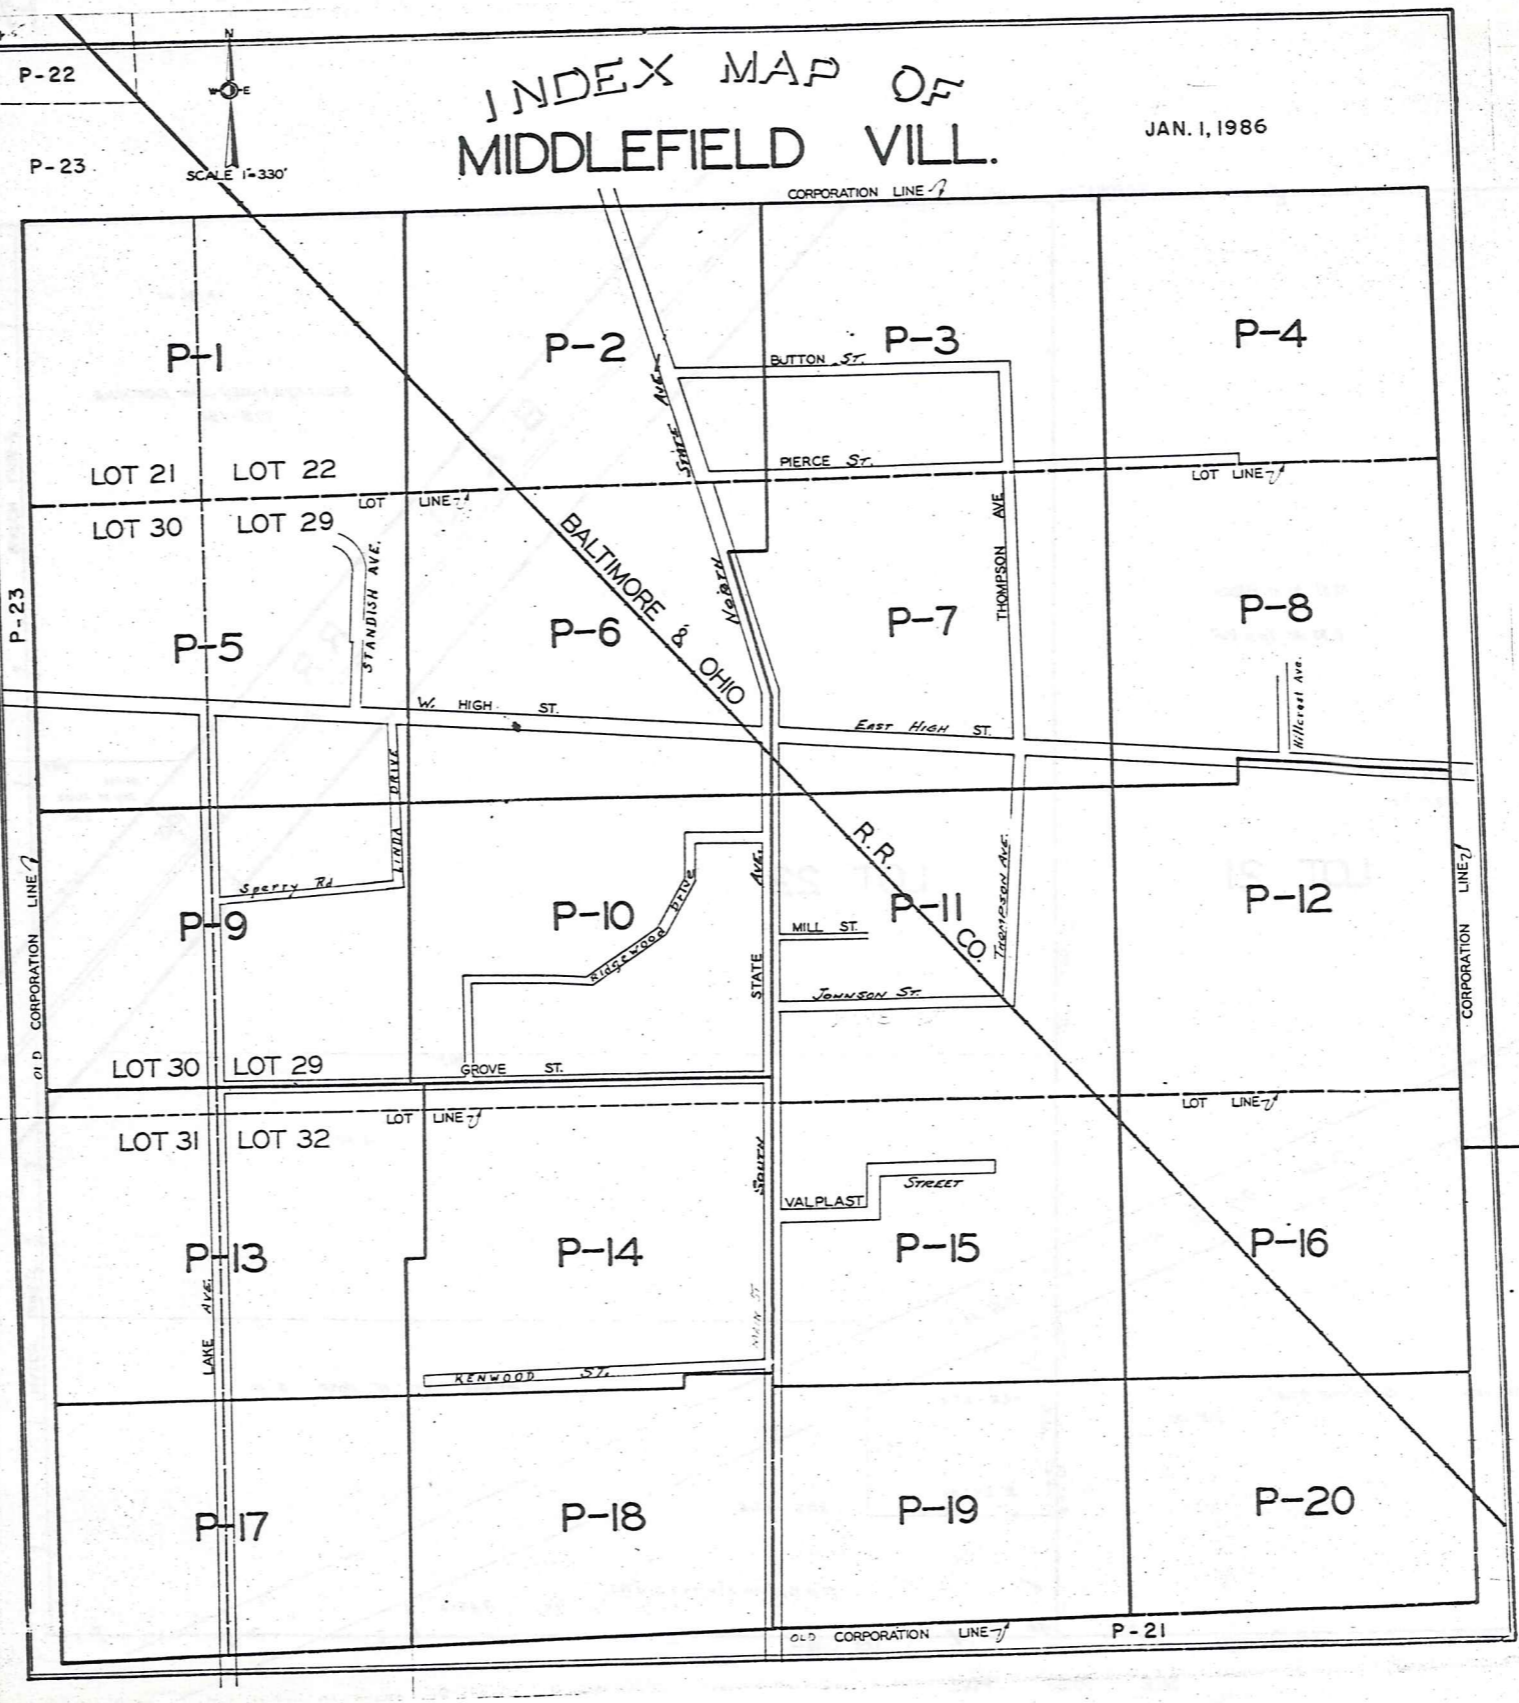 P-22
N
W E
INDEX MAP OF
MIDDLEFIELD VILL.
JAN. 1, 1986
P-23
SCALE 1"=330'
CORPORATION LINE
P-1
P-2
P-3
P-4
BUTTON ST.
STATE AVE.
PIERCE ST.
LOT 21 LOT 22
LOT LINE
LOT LINE
LOT 30 LOT 29
STANDISH AVE.
BALTIMORE & OHIO
NORTH
THOMPSON AVE
P-23
P-5
P-6
P-7
P-8
Hillcrest Ave.
W. HIGH ST.
EAST HIGH ST.
LINDA DRIVE
Sperry Rd
R.R.
CO.
OLD CORPORATION LINE
P-9
P-10
P-11
P-12
Ridgewood Drive
STATE AVE.
MILL ST.
THOMPSON AVE.
JOHNSON ST.
CORPORATION LINE
LOT 30 LOT 29
GROVE ST.
LOT LINE
LOT LINE
LOT 31 LOT 32
SOUTH
VALPLAST STREET
P-13
P-14
P-15
P-16
LAKE AVE.
MAIN ST
KENWOOD ST.
P-17
P-18
P-19
P-20
OLD CORPORATION LINE
P-21